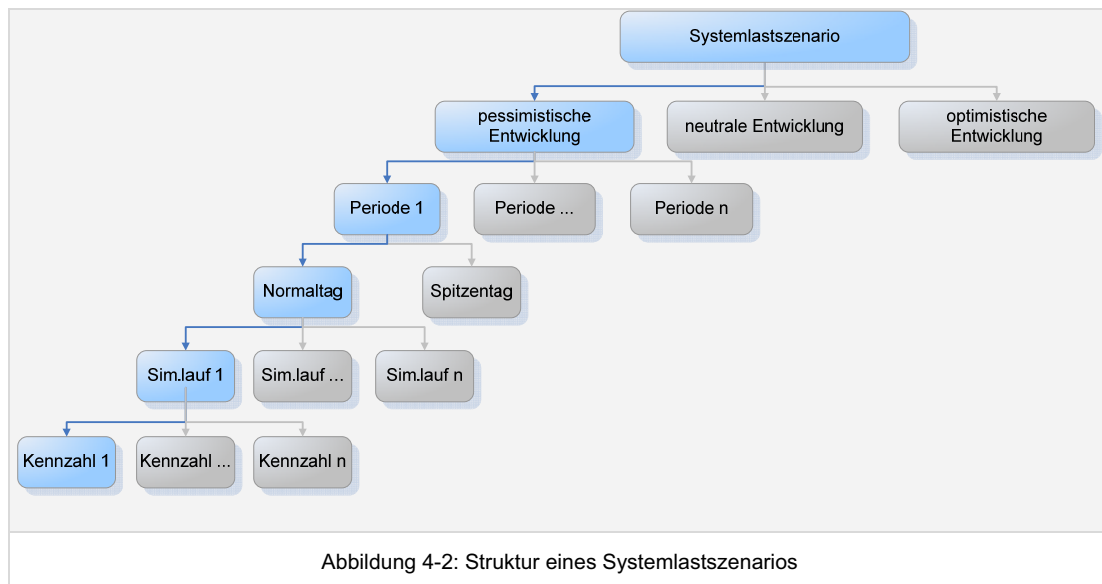 Systemlastszenario
pessimistische
Entwicklung
neutrale Entwicklung
optimistische
Entwicklung
Periode 1
Periode ...
Periode n
Normaltag
Spitzentag
Sim.lauf 1
Sim.lauf ...
Sim.lauf n
Kennzahl 1
Kennzahl ...
Kennzahl n
Abbildung 4-2: Struktur eines Systemlastszenarios